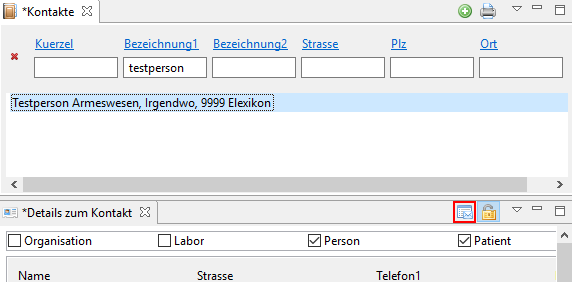 *Kontakte
Kuerzel Bezeichnung1 Bezeichnung2 Strasse Plz Ort
testperson
Testperson Armeswesen, Irgendwo, 9999 Elexikon
*Details zum Kontakt
Organisation Labor Person Patient
Name Strasse Telefon1